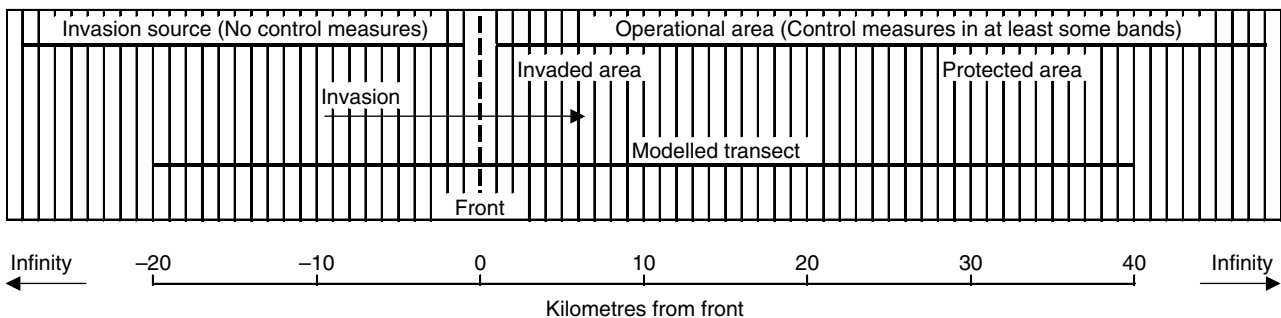 Invasion source (No control measures)
Operational area (Control measures in at least some bands)
Invaded area
Protected area
Invasion
Modelled transect
Front
Infinity
–20
–10
0
10
20
30
40
Infinity
Kilometres from front